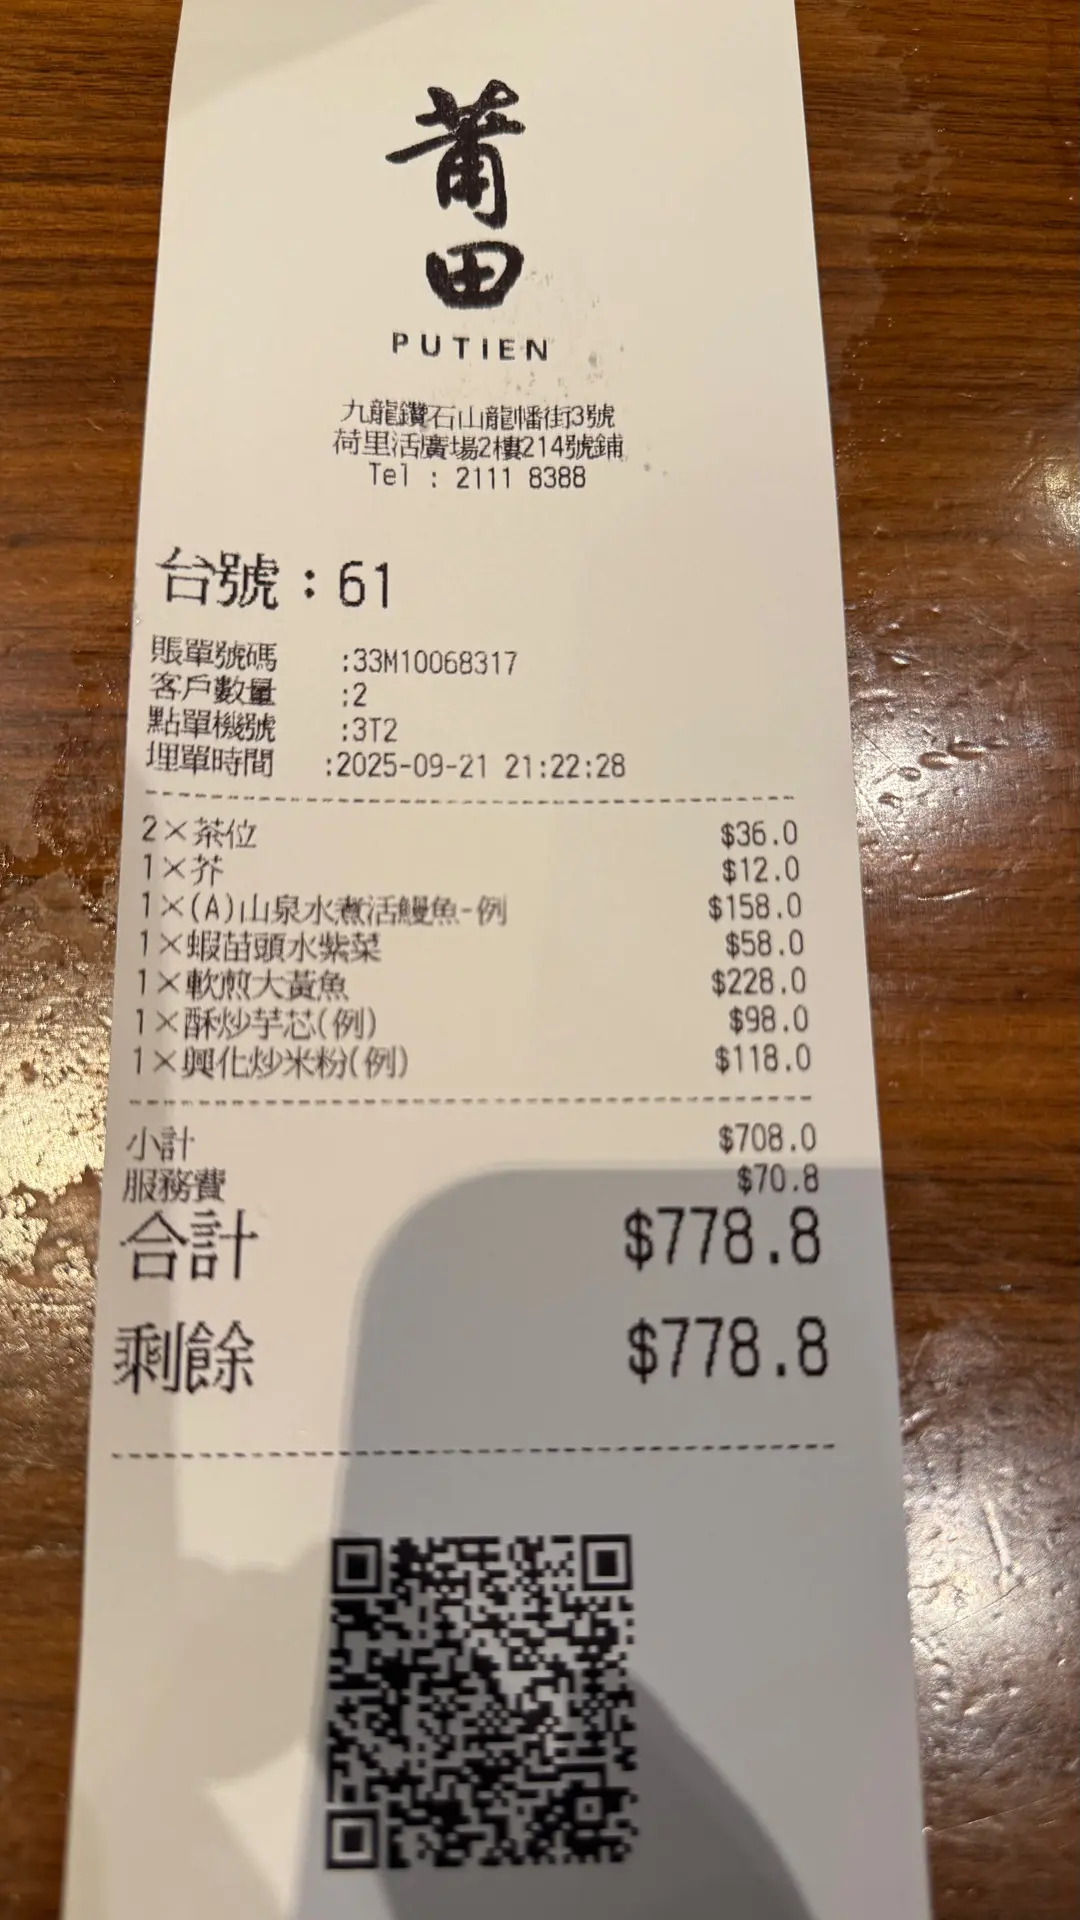 莆
田
PUTIEN
九龍鑽石山龍蟠街3號
荷里活廣場2樓214號鋪
Tel : 2111 8388
台號：61
賬單號碼 :33M10068317
客戶數量 :2
點單機號 :3T2
埋單時間 :2025-09-21 21:22:28
2×茶位 $36.0
1×芥 $12.0
1×(A)山泉水煮活鰻魚-例 $158.0
1×蝦苗頭水紫菜 $58.0
1×軟煎大黃魚 $228.0
1×酥炒芋芯(例) $98.0
1×興化炒米粉(例) $118.0
小計 $708.0
服務費 $70.8
合計 $778.8
剩餘 $778.8